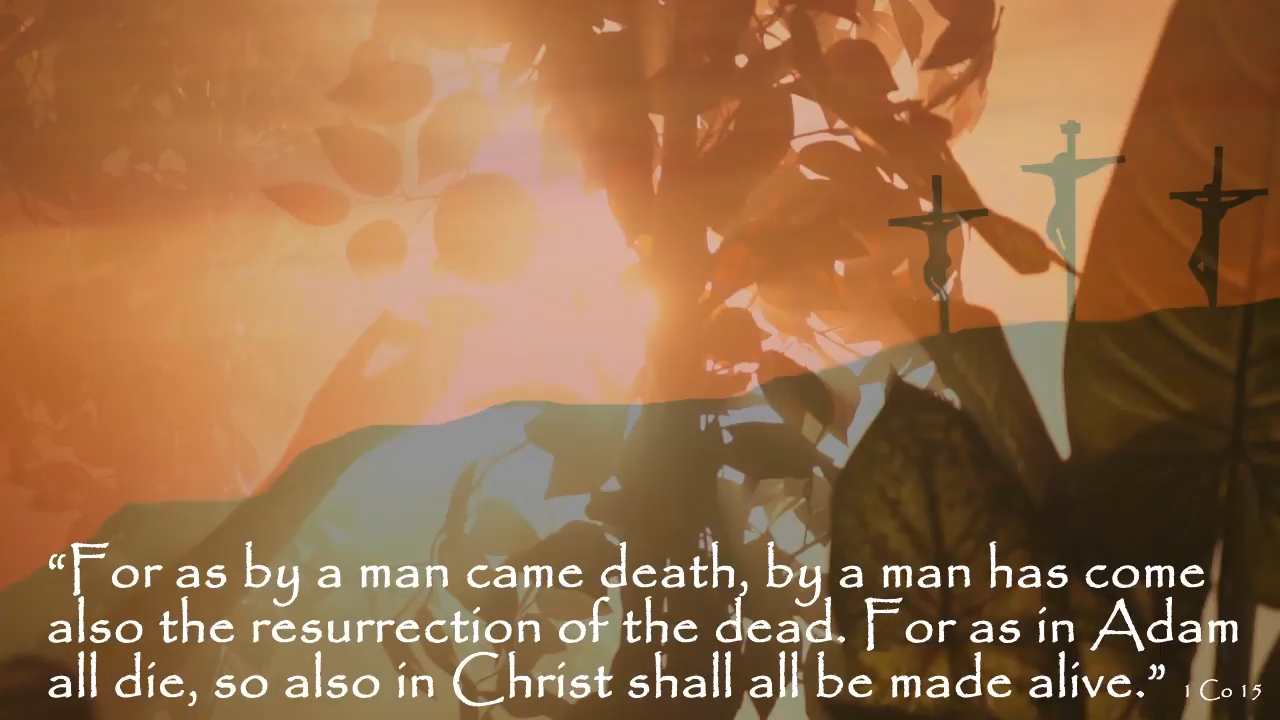 “For as by a man came death, by a man has come
also the resurrection of the dead. For as in Adam
all die, so also in Christ shall all be made alive.” 1 Co 15